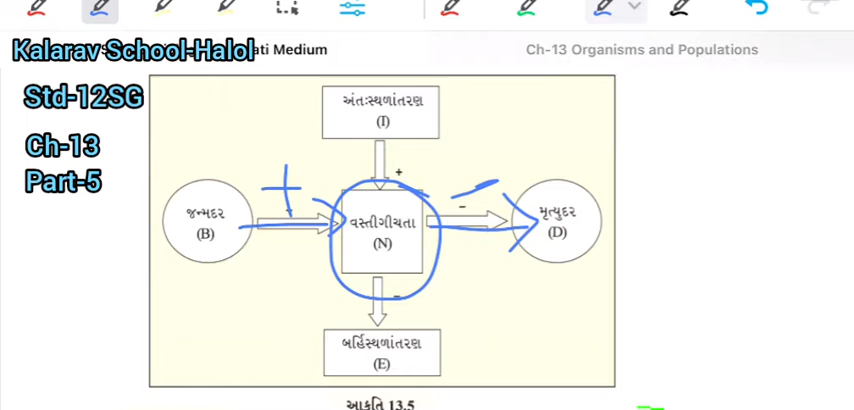 Kalarav School-Halol
ati Medium
Ch-13 Organisms and Populations
Std-12SG
Ch-13
Part-5
અંતઃસ્થળાંતરણ
(I)
+
જન્મદર
(B)
+
વસ્તીગીચતા
(N)
–
મૃત્યુદર
(D)
–
બર્હિસ્થળાંતરણ
(E)
આકૃતિ 13.5